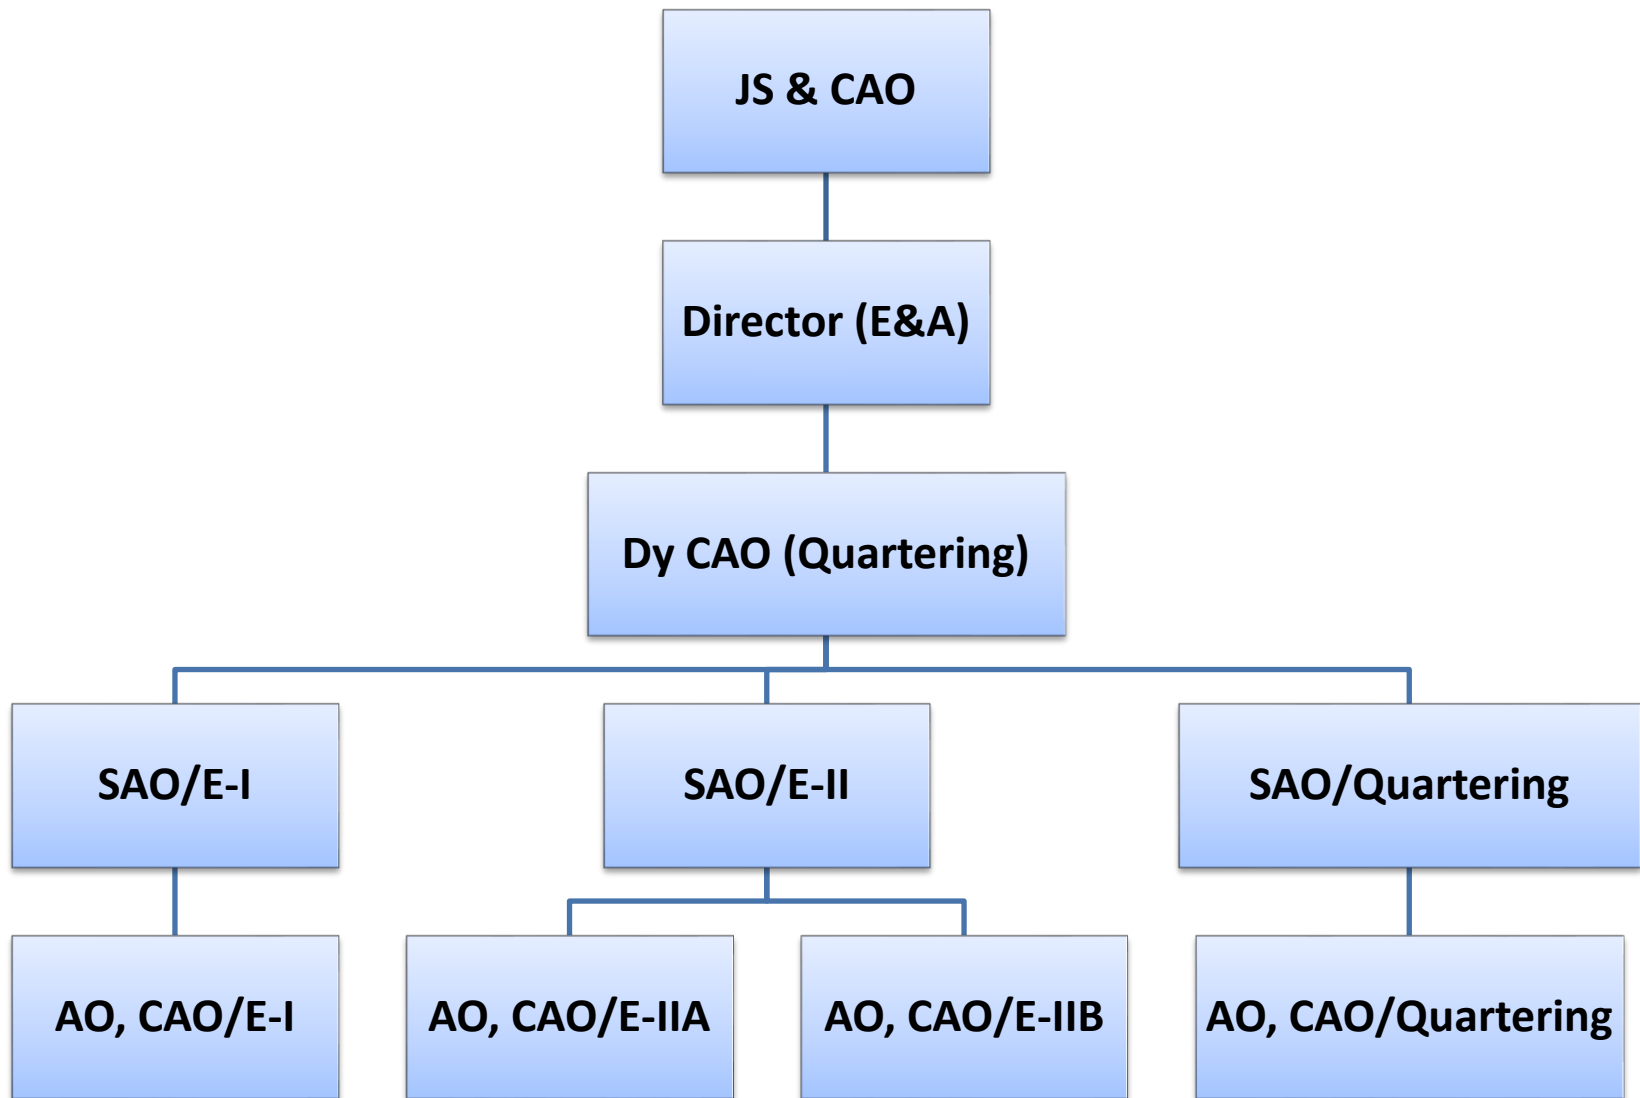 JS & CAO
Director (E&A)
Dy CAO (Quartering)
SAO/E-I
SAO/E-II
SAO/Quartering
AO, CAO/E-I
AO, CAO/E-IIA
AO, CAO/E-IIB
AO, CAO/Quartering